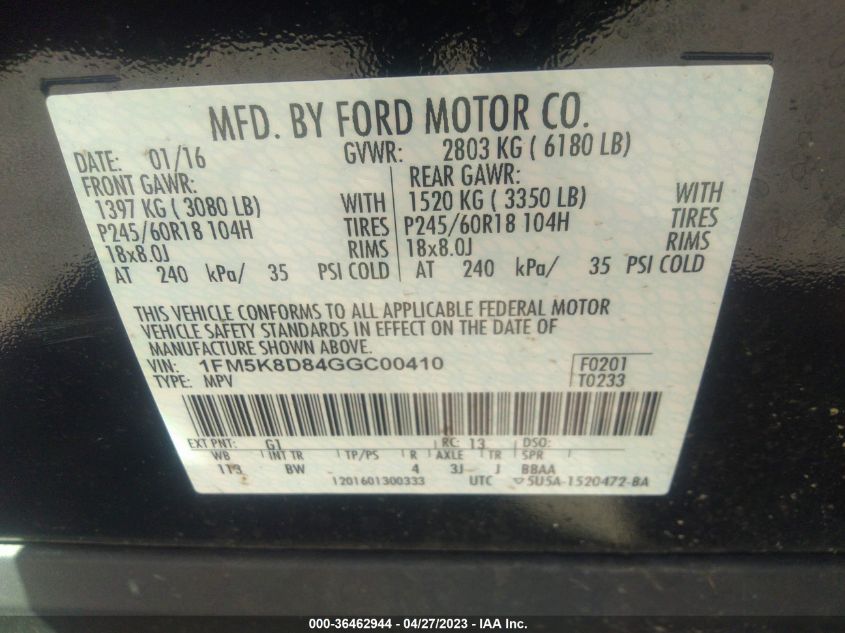 MFD. BY FORD MOTOR CO.
DATE: 01/16 GVWR: 2803 KG ( 6180 LB)
FRONT GAWR: REAR GAWR:
1397 KG ( 3080 LB) WITH 1520 KG ( 3350 LB) WITH
P245/60R18 104H TIRES P245/60R18 104H TIRES
18x8.0J RIMS 18x8.0J RIMS
AT 240 kPa/ 35 PSI COLD AT 240 kPa/ 35 PSI COLD
THIS VEHICLE CONFORMS TO ALL APPLICABLE FEDERAL MOTOR
VEHICLE SAFETY STANDARDS IN EFFECT ON THE DATE OF
MANUFACTURE SHOWN ABOVE.
VIN: 1FM5K8D84GGC00410 F0201
TYPE: MPV T0233
EXT PNT: G1 RC: 13 DSO:
WB INT TR TP/PS R AXLE TR SPR
113 BW 4 3J J BBAA
1201601300333 UTC 5U5A-1520472-BA
000-36462944 - 04/27/2023 - IAA Inc.